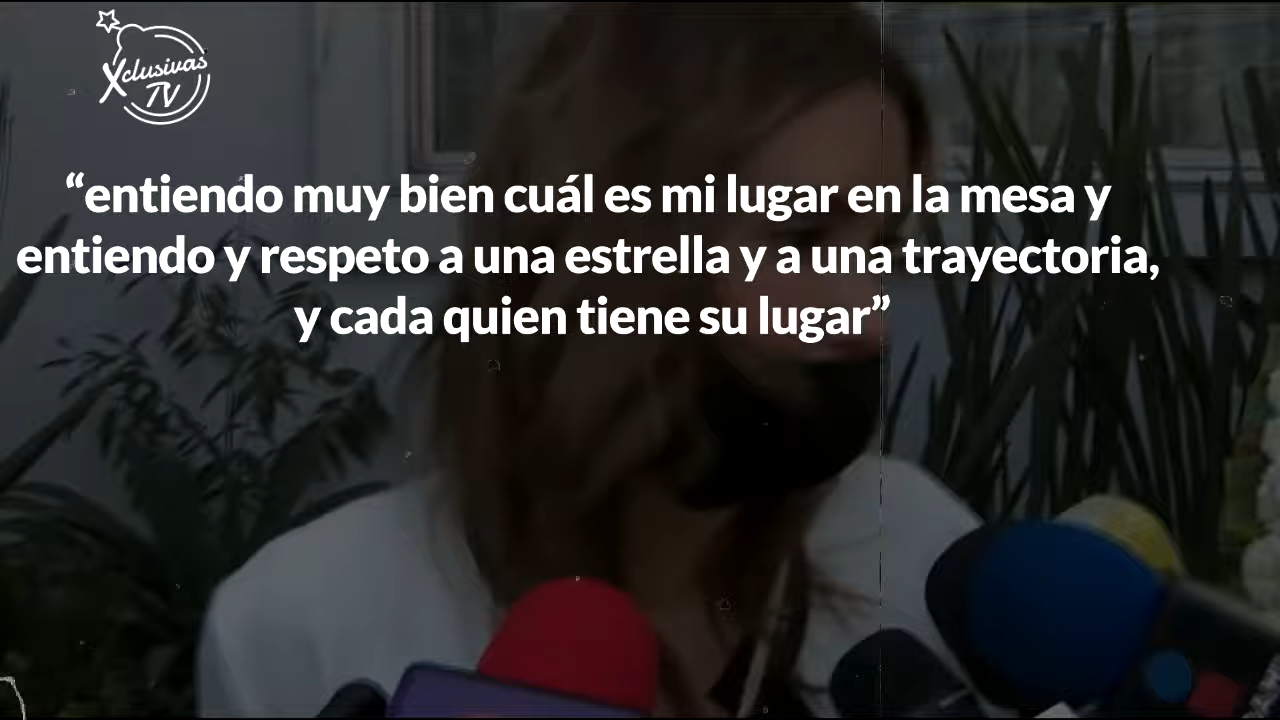 Xclusivas
TV
“entiendo muy bien cuál es mi lugar en la mesa y
entiendo y respeto a una estrella y a una trayectoria,
y cada quien tiene su lugar”